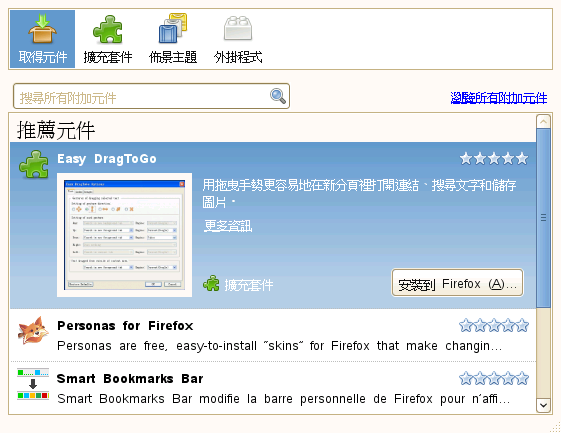 取得元件
擴充套件
佈景主題
外掛程式
搜尋所有附加元件
瀏覽所有附加元件
推薦元件
Easy DragToGo
用拖曳手勢更容易地在新分頁裡打開連結、搜尋文字和儲存
圖片。
更多資訊
擴充套件
安裝到 Firefox (A)...
Personas for Firefox
Personas are free, easy-to-install "skins" for Firefox that make changin...
Smart Bookmarks Bar
Smart Bookmarks Bar modifie la barre personnelle de Firefox pour n'affi...